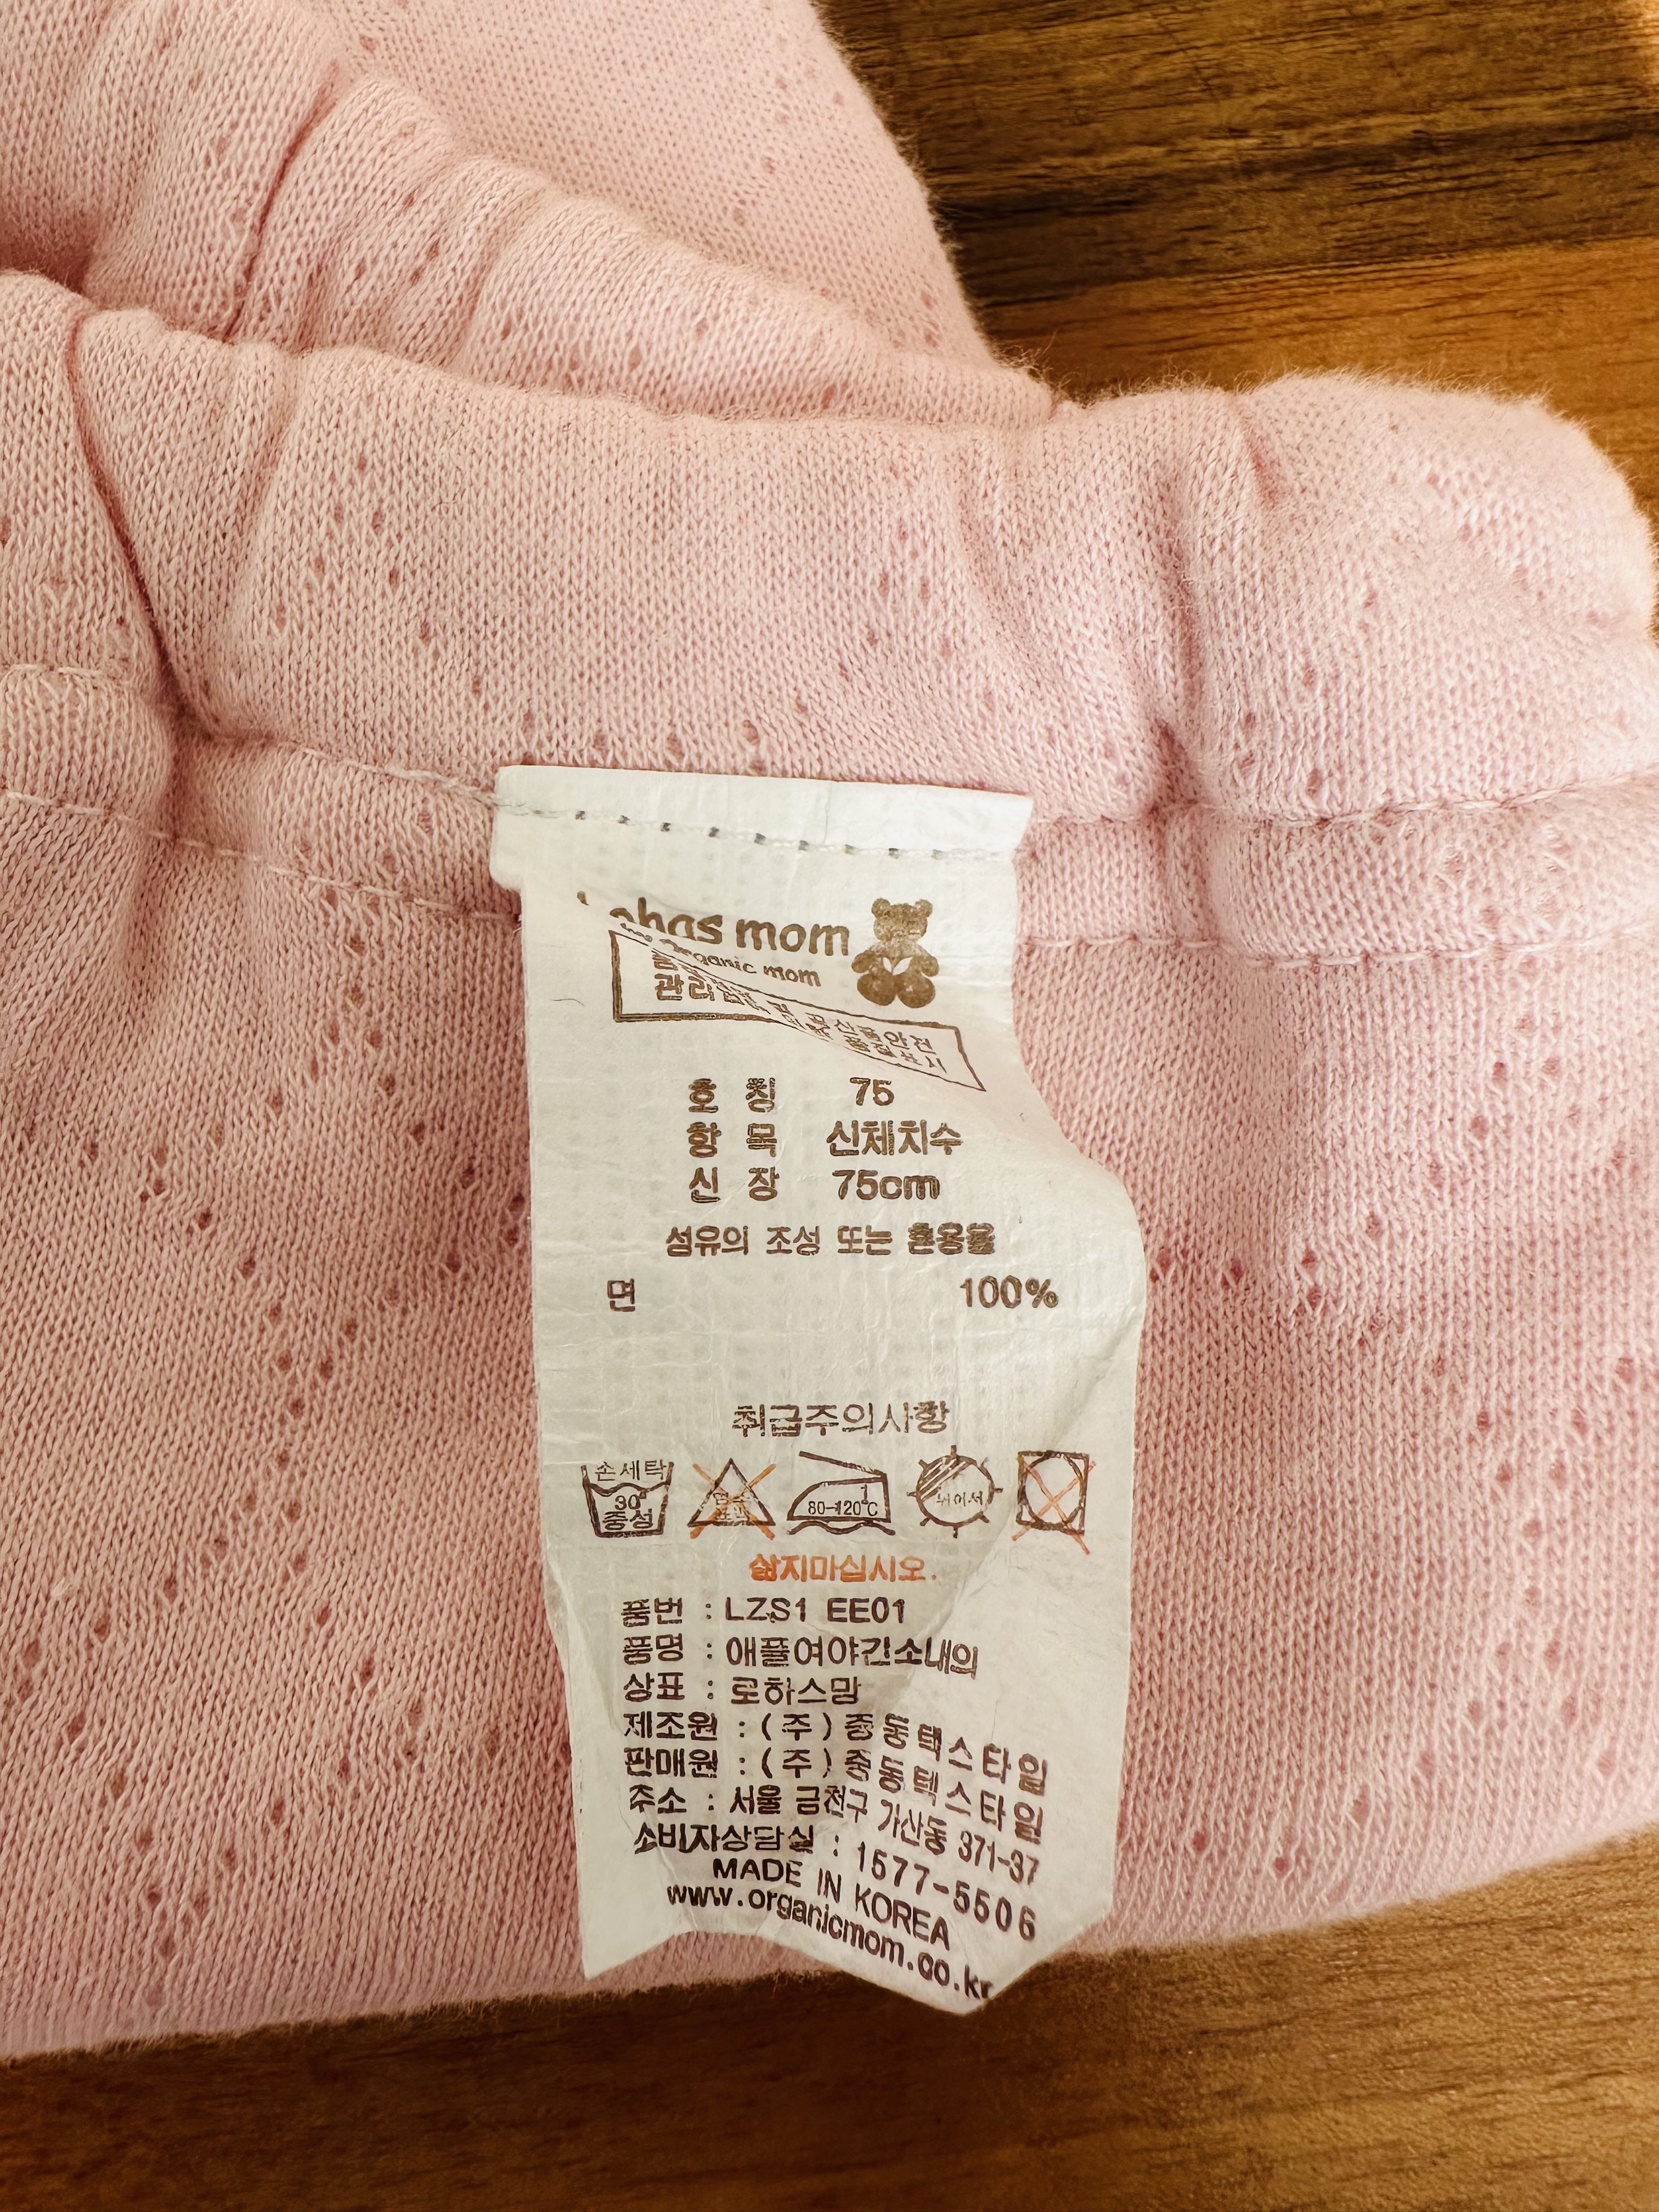 mom
organic mom
호 칭 75
항 목 신체치수
신 장 75cm
섬유의 조성 또는 혼용율
면 100%
취급주의사항
손세탁
30°
중성
80-120°C
삶지마십시오.
품번 : LZS1 EE01
품명 : 애플여아긴소내의
상표 : 로하스맘
제조원 : (주)중동텍스타일
판매원 : (주)중동텍스타일
주소 : 서울 금천구 가산동 371-37
소비자상담실 : 1577-5506
MADE IN KOREA
www.organicmom.co.kr